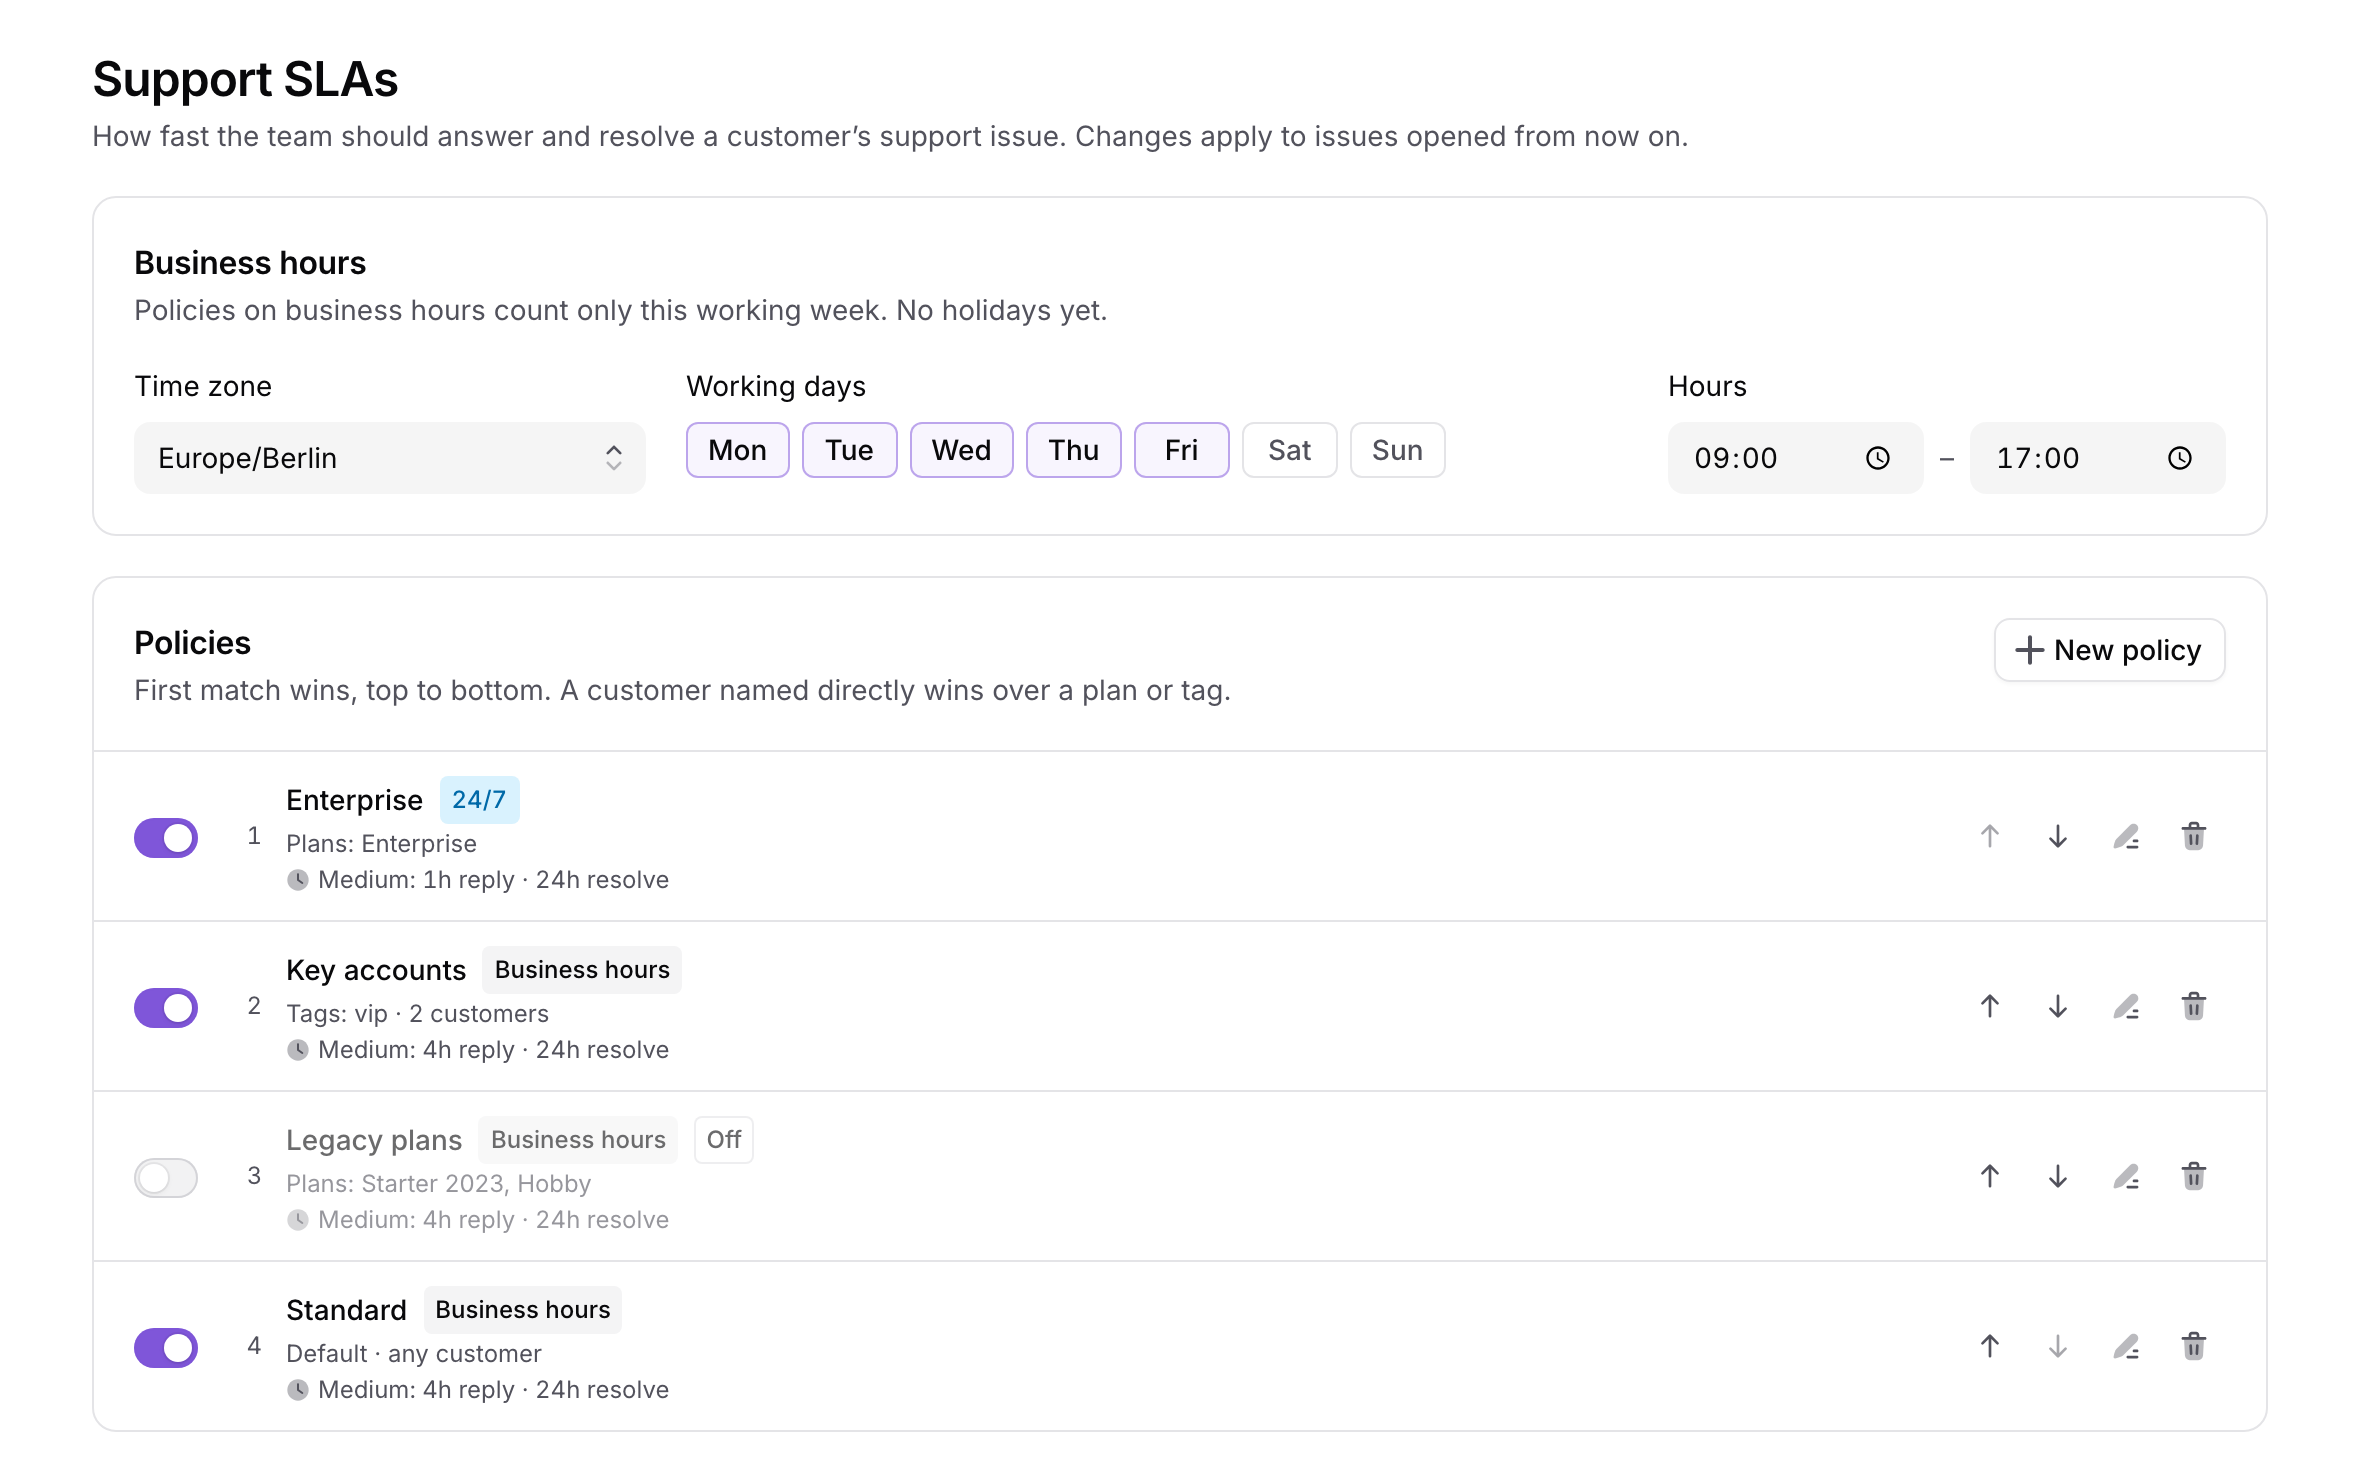 Support SLAs
How fast the team should answer and resolve a customer’s support issue. Changes apply to issues opened from now on.
Business hours
Policies on business hours count only this working week. No holidays yet.
Time zone
Working days
Hours
Europe/Berlin
Mon Tue Wed Thu Fri Sat Sun
09:00 – 17:00
Policies
New policy
First match wins, top to bottom. A customer named directly wins over a plan or tag.
1
Enterprise 24/7
Plans: Enterprise
Medium: 1h reply · 24h resolve
2
Key accounts Business hours
Tags: vip · 2 customers
Medium: 4h reply · 24h resolve
3
Legacy plans Business hours Off
Plans: Starter 2023, Hobby
Medium: 4h reply · 24h resolve
4
Standard Business hours
Default · any customer
Medium: 4h reply · 24h resolve